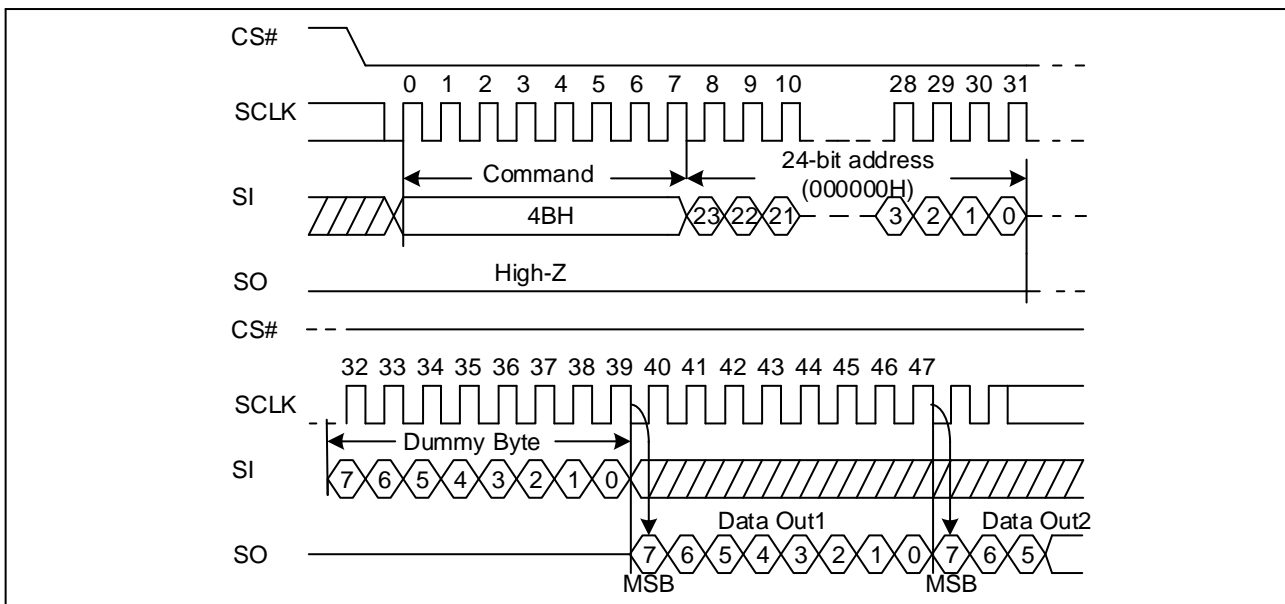 CS#
0 1 2 3 4 5 6 7 8 9 10 28 29 30 31
SCLK
Command
24-bit address
(000000H)
SI
4BH
23 22 21 3 2 1 0
High-Z
SO
CS#
32 33 34 35 36 37 38 39 40 41 42 43 44 45 46 47
SCLK
Dummy Byte
SI
7 6 5 4 3 2 1 0
Data Out1 Data Out2
SO
7 6 5 4 3 2 1 0 7 6 5
MSB MSB